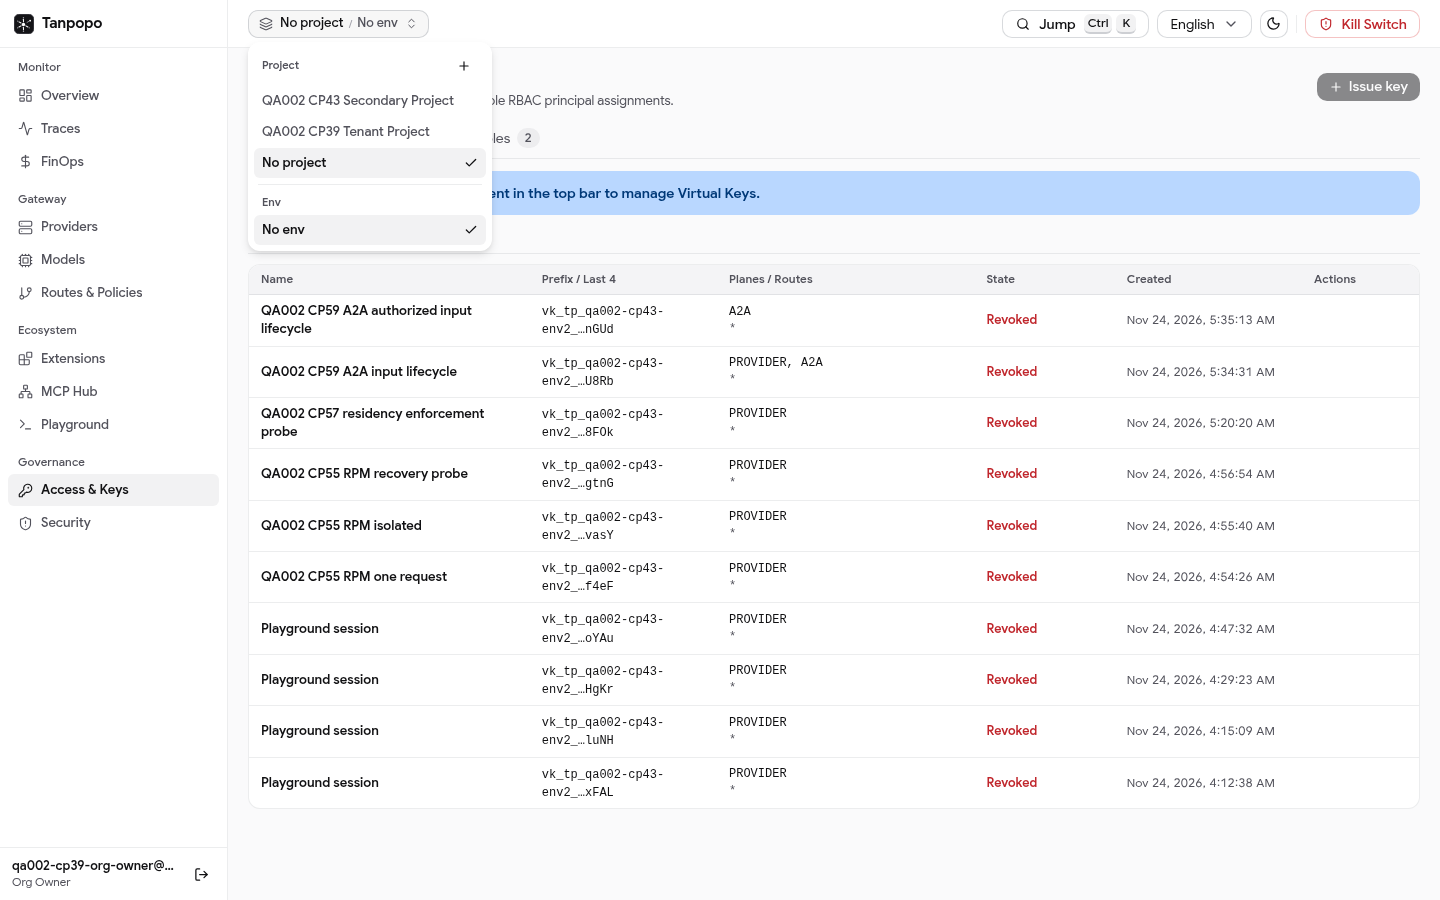 Tanpopo
No project / No env
Jump Ctrl K
English
Kill Switch
Monitor
Overview
Traces
FinOps
Gateway
Providers
Models
Routes & Policies
Ecosystem
Extensions
MCP Hub
Playground
Governance
Access & Keys
Security
qa002-cp39-org-owner@...
Org Owner
Project
QA002 CP43 Secondary Project
QA002 CP39 Tenant Project
No project
Env
No env
RBAC principal assignments.
Issue key
2
in the top bar to manage Virtual Keys.
Name Prefix / Last 4 Planes / Routes State Created Actions
QA002 CP59 A2A authorized input lifecycle vk_tp_qa002-cp43-env2_…nGUd A2A * Revoked Nov 24, 2026, 5:35:13 AM
QA002 CP59 A2A input lifecycle vk_tp_qa002-cp43-env2_…U8Rb PROVIDER, A2A * Revoked Nov 24, 2026, 5:34:31 AM
QA002 CP57 residency enforcement probe vk_tp_qa002-cp43-env2_…8FOk PROVIDER * Revoked Nov 24, 2026, 5:20:20 AM
QA002 CP55 RPM recovery probe vk_tp_qa002-cp43-env2_…gtnG PROVIDER * Revoked Nov 24, 2026, 4:56:54 AM
QA002 CP55 RPM isolated vk_tp_qa002-cp43-env2_…vasY PROVIDER * Revoked Nov 24, 2026, 4:55:40 AM
QA002 CP55 RPM one request vk_tp_qa002-cp43-env2_…f4eF PROVIDER * Revoked Nov 24, 2026, 4:54:26 AM
Playground session vk_tp_qa002-cp43-env2_…oYAu PROVIDER * Revoked Nov 24, 2026, 4:47:32 AM
Playground session vk_tp_qa002-cp43-env2_…HgKr PROVIDER * Revoked Nov 24, 2026, 4:29:23 AM
Playground session vk_tp_qa002-cp43-env2_…luNH PROVIDER * Revoked Nov 24, 2026, 4:15:09 AM
Playground session vk_tp_qa002-cp43-env2_…xFAL PROVIDER * Revoked Nov 24, 2026, 4:12:38 AM